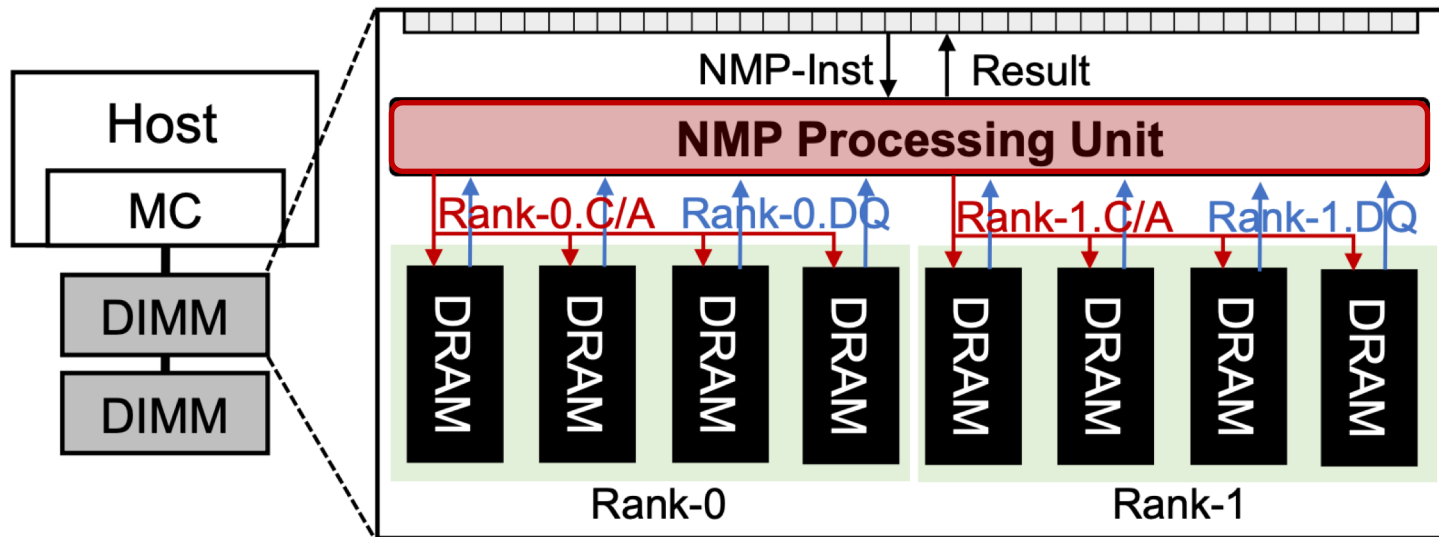 Host
MC
DIMM
DIMM
NMP-Inst
Result
NMP Processing Unit
Rank-0.C/A
Rank-0.DQ
Rank-1.C/A
Rank-1.DQ
DRAM
DRAM
DRAM
DRAM
DRAM
DRAM
DRAM
DRAM
Rank-0
Rank-1